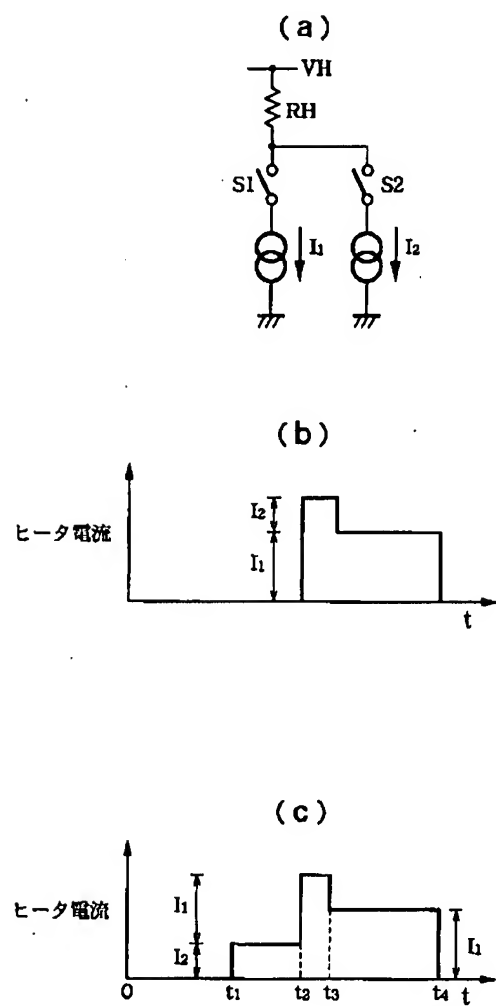 (a)
VH
RH
S1
S2
I₁
I₂
(b)
ヒータ電流
I₂
I₁
t
(c)
ヒータ電流
I₁
I₂
I₁
0 t₁ t₂ t₃ t₄ t